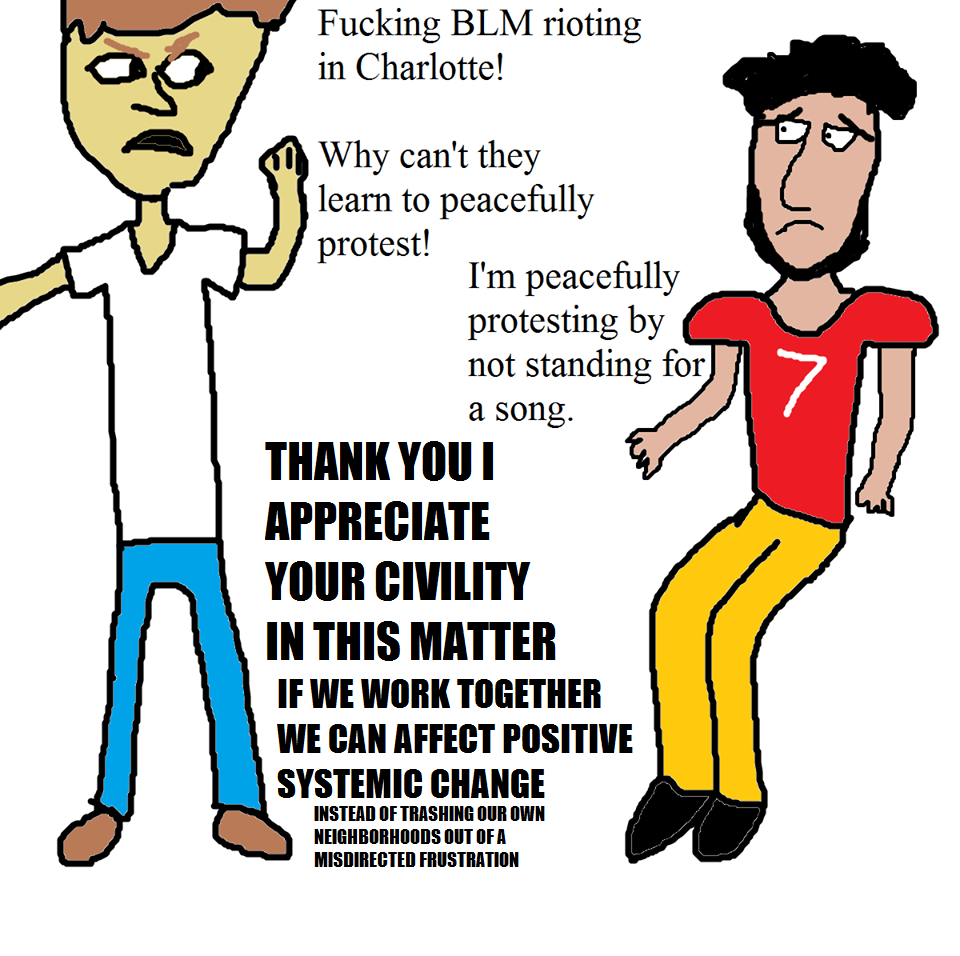 Fucking BLM rioting
in Charlotte!
Why can't they
learn to peacefully
protest!
I'm peacefully
protesting by
not standing for
a song.
7
THANK YOU I
APPRECIATE
YOUR CIVILITY
IN THIS MATTER
IF WE WORK TOGETHER
WE CAN AFFECT POSITIVE
SYSTEMIC CHANGE
INSTEAD OF TRASHING OUR OWN
NEIGHBORHOODS OUT OF A
MISDIRECTED FRUSTRATION